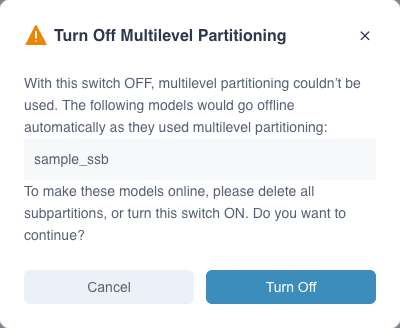 Turn Off Multilevel Partitioning
With this switch OFF, multilevel partitioning couldn't be
used. The following models would go offline
automatically as they used multilevel partitioning:
sample_ssb
To make these models online, please delete all
subpartitions, or turn this switch ON. Do you want to
continue?
Cancel
Turn Off